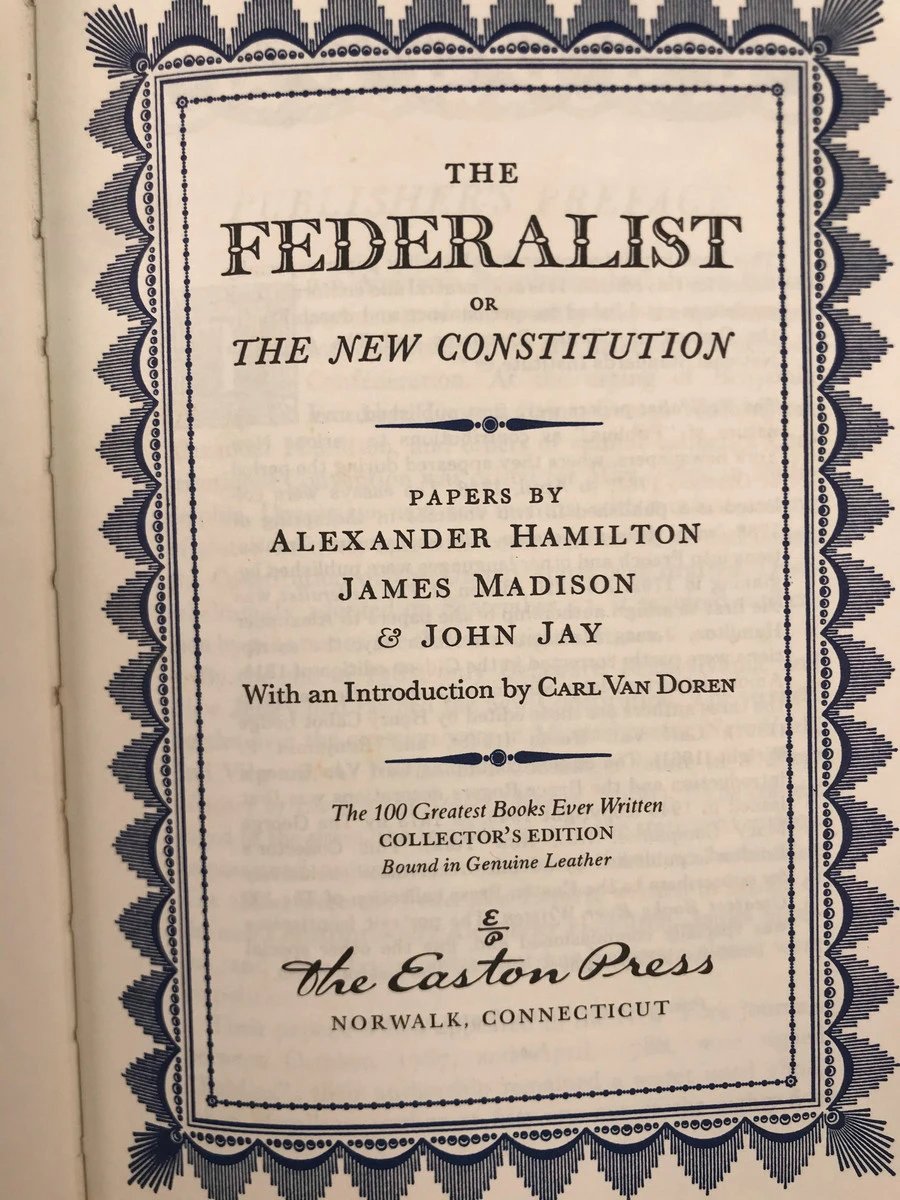 THE
FEDERALIST
OR
THE NEW CONSTITUTION
PAPERS BY
ALEXANDER HAMILTON
JAMES MADISON
& JOHN JAY
With an Introduction by CARL VAN DOREN
The 100 Greatest Books Ever Written
COLLECTOR'S EDITION
Bound in Genuine Leather
E
P
The Easton Press
NORWALK, CONNECTICUT